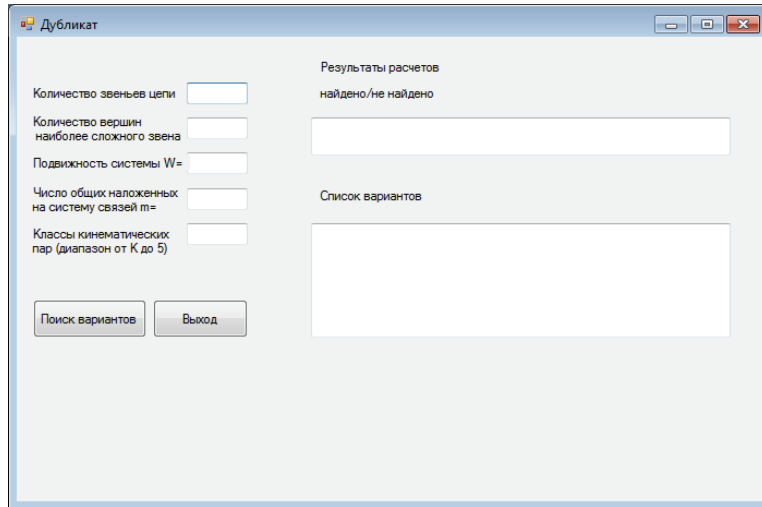 Дубликат
Количество звеньев цепи
Количество вершин
наиболее сложного звена
Подвижность системы W=
Число общих наложенных
на систему связей m=
Классы кинематических
пар (диапазон от К до 5)
Поиск вариантов
Выход
Результаты расчетов
найдено/не найдено
Список вариантов